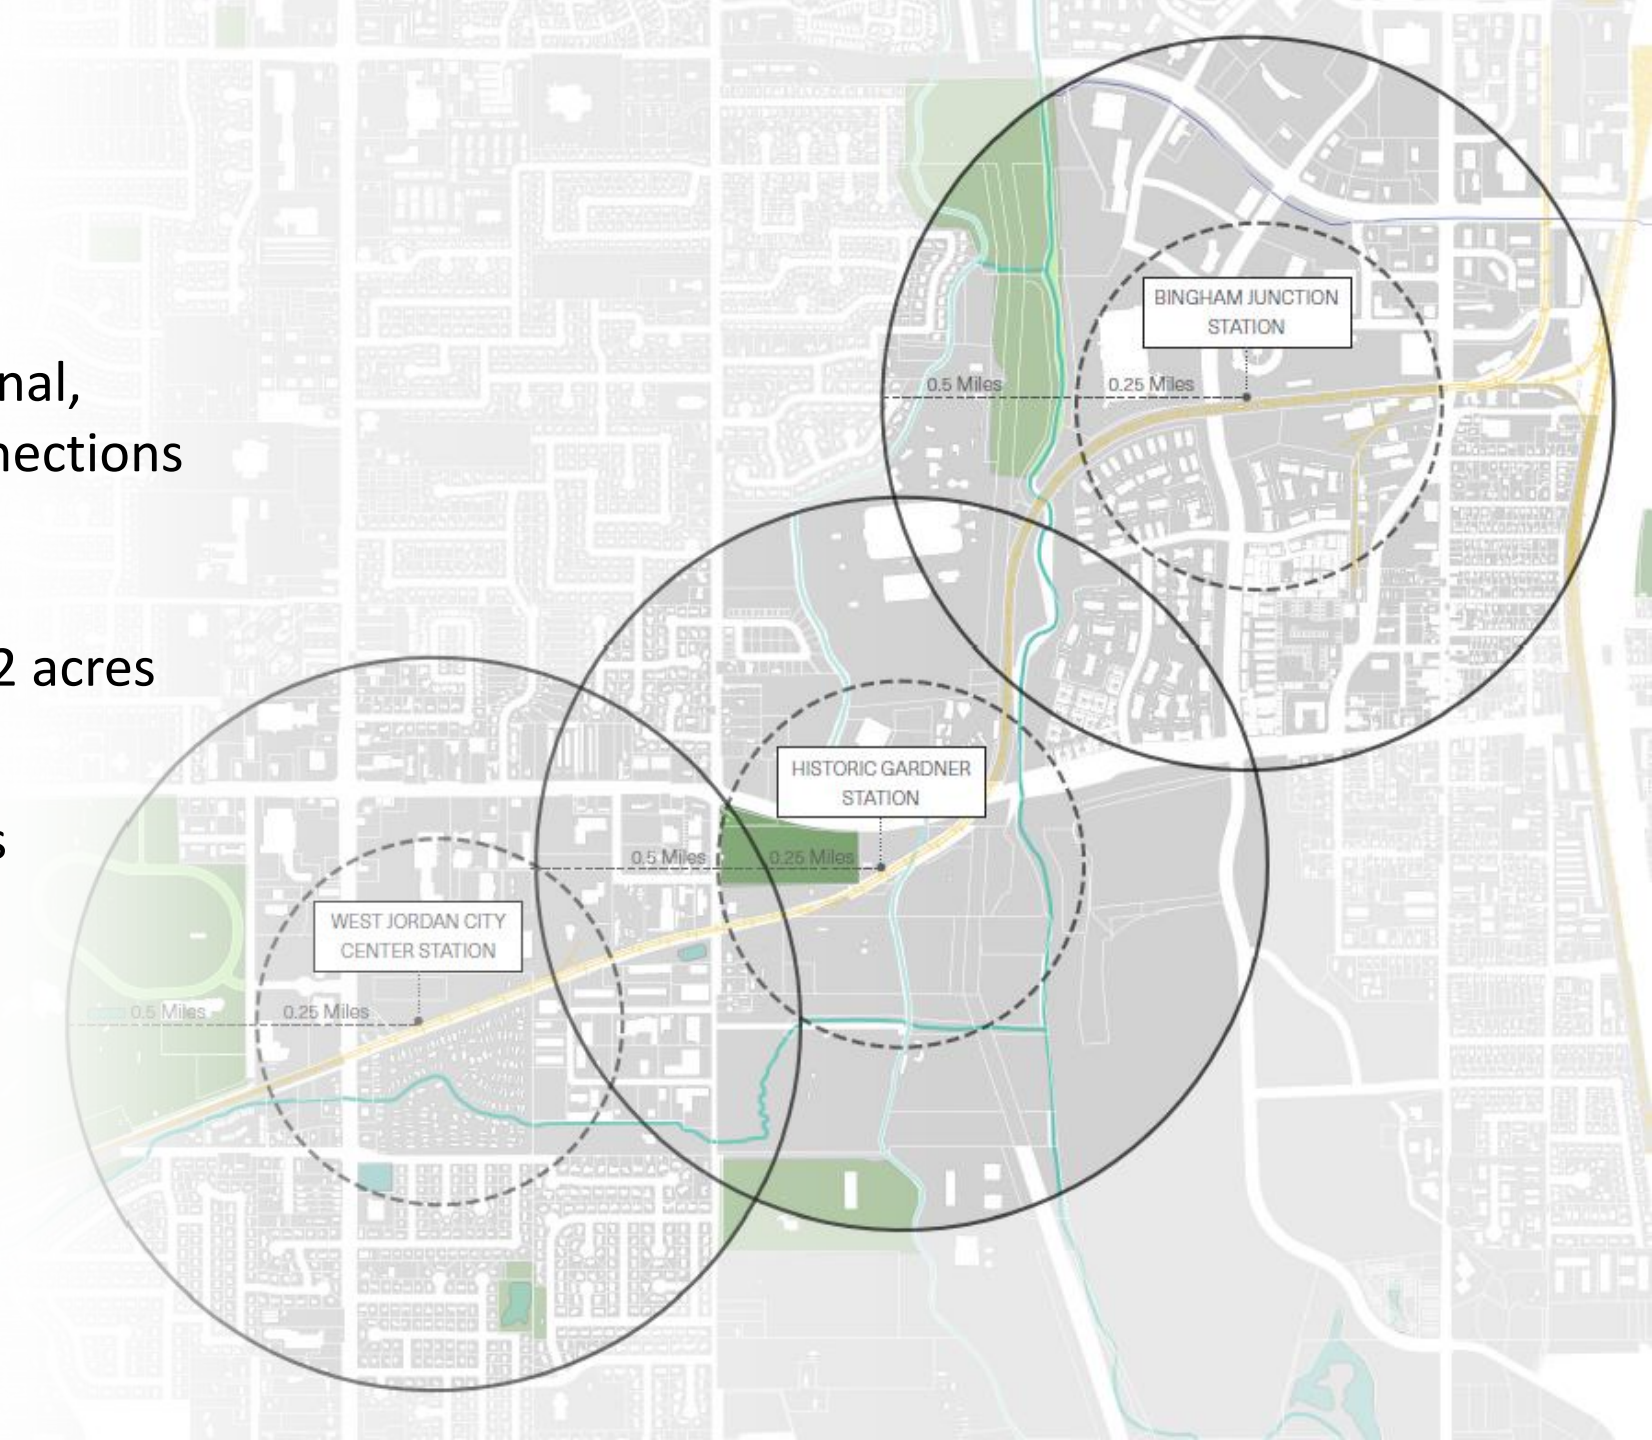 nal,
nections
2 acres
s
BINGHAM JUNCTION
STATION
0.5 Miles
0.25 Miles
HISTORIC GARDNER
STATION
0.5 Miles
0.25 Miles
WEST JORDAN CITY
CENTER STATION
0.5 Miles
0.25 Miles